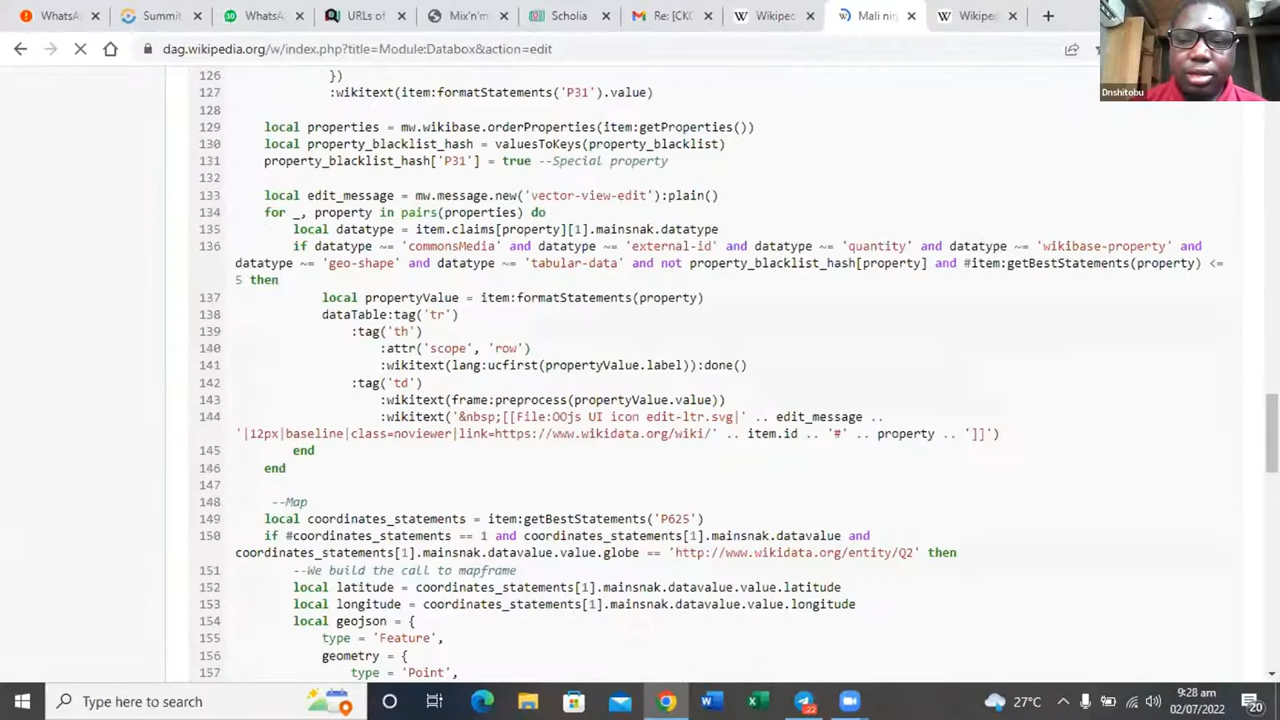 WhatsA
Summit
WhatsA
URLs of
Mix'n'm
Scholia
Re: [CKC
Wikipec
Mali nin
Wikiped
dag.wikipedia.org/w/index.php?title=Module:Databox&action=edit
Dnshitobu
126 })
127 :wikitext(item:formatStatements('P31').value)
128
129 local properties = mw.wikibase.orderProperties(item:getProperties())
130 local property_blacklist_hash = valuesToKeys(property_blacklist)
131 property_blacklist_hash['P31'] = true --Special property
132
133 local edit_message = mw.message.new('vector-view-edit'):plain()
134 for _, property in pairs(properties) do
135 local datatype = item.claims[property][1].mainsnak.datatype
136 if datatype ~= 'commonsMedia' and datatype ~= 'external-id' and datatype ~= 'quantity' and datatype ~= 'wikibase-property' and
datatype ~= 'geo-shape' and datatype ~= 'tabular-data' and not property_blacklist_hash[property] and #item:getBestStatements(property) <=
5 then
137 local propertyValue = item:formatStatements(property)
138 dataTable:tag('tr')
139 :tag('th')
140 :attr('scope', 'row')
141 :wikitext(lang:ucfirst(propertyValue.label)):done()
142 :tag('td')
143 :wikitext(frame:preprocess(propertyValue.value))
144 :wikitext('&nbsp;[[File:OOjs UI icon edit-ltr.svg|' .. edit_message ..
'|12px|baseline|class=noviewer|link=https://www.wikidata.org/wiki/' .. item.id .. '#' .. property .. ']]')
145 end
146 end
147
148 --Map
149 local coordinates_statements = item:getBestStatements('P625')
150 if #coordinates_statements == 1 and coordinates_statements[1].mainsnak.datavalue and
coordinates_statements[1].mainsnak.datavalue.value.globe == 'http://www.wikidata.org/entity/Q2' then
151 --We build the call to mapframe
152 local latitude = coordinates_statements[1].mainsnak.datavalue.value.latitude
153 local longitude = coordinates_statements[1].mainsnak.datavalue.value.longitude
154 local geojson = {
155 type = 'Feature',
156 geometry = {
157 type = 'Point',
Type here to search
27°C
9:28 am
02/07/2022
20